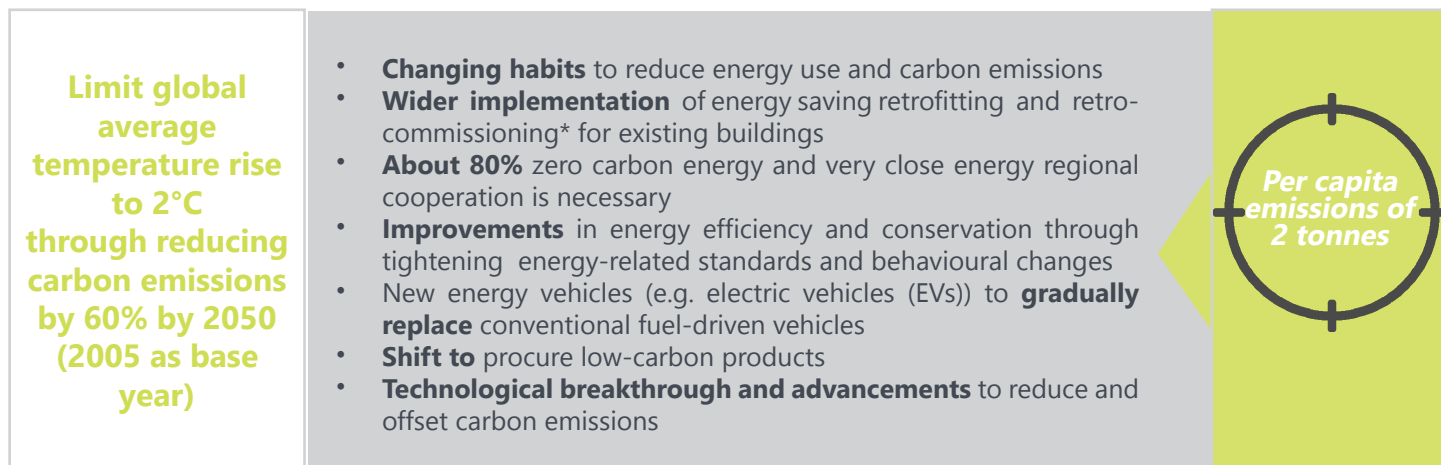 Limit global
average
temperature rise
to 2°C
through reducing
carbon emissions
by 60% by 2050
(2005 as base
year)
• Changing habits to reduce energy use and carbon emissions
• Wider implementation of energy saving retrofitting and retro-
commissioning* for existing buildings
• About 80% zero carbon energy and very close energy regional
cooperation is necessary
• Improvements in energy efficiency and conservation through
tightening energy-related standards and behavioural changes
• New energy vehicles (e.g. electric vehicles (EVs)) to gradually
replace conventional fuel-driven vehicles
• Shift to procure low-carbon products
• Technological breakthrough and advancements to reduce and
offset carbon emissions
Per capita
emissions of
2 tonnes